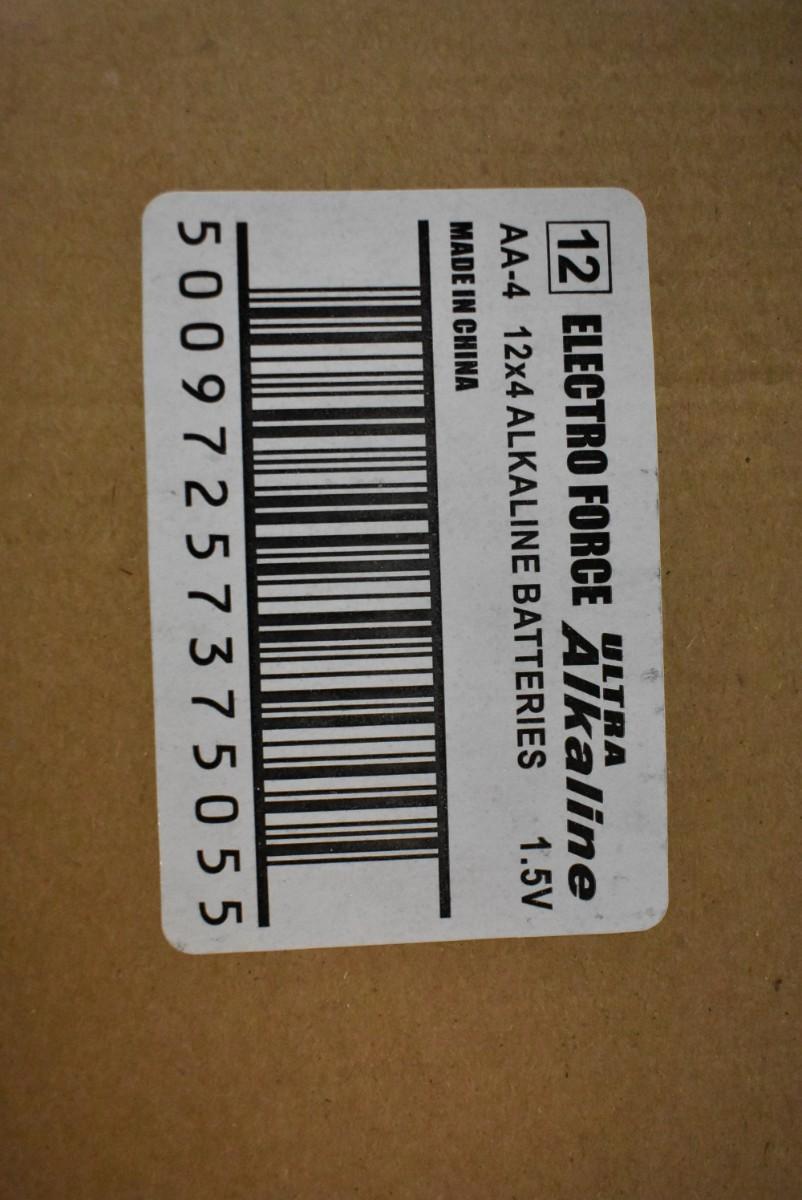 12 ELECTRO FORCE ULTRA Alkaline
AA-4 12x4 ALKALINE BATTERIES 1.5V
MADE IN CHINA
5009725737505​5